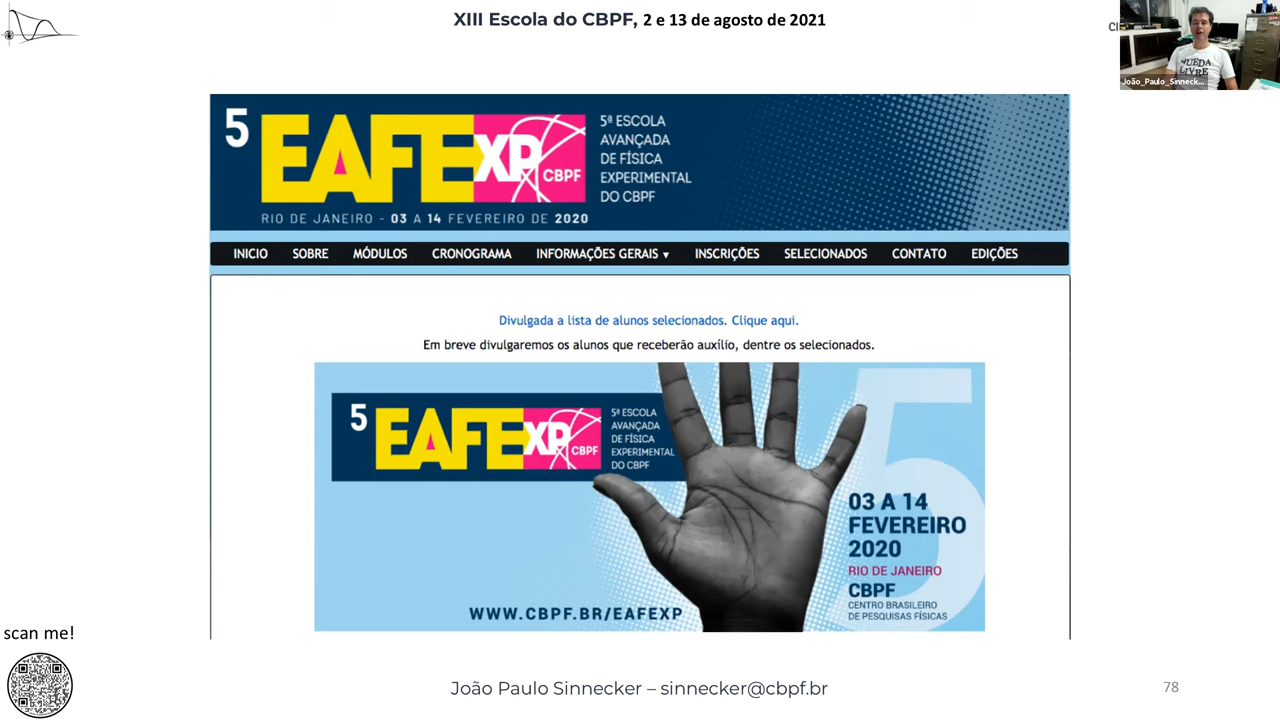 XIII Escola do CBPF, 2 e 13 de agosto de 2021
João_Paulo_Sinneck...
5
EAFEXP
CBPF
5ª ESCOLA
AVANÇADA
DE FÍSICA
EXPERIMENTAL
DO CBPF
RIO DE JANEIRO - 03 A 14 FEVEREIRO DE 2020
INICIO SOBRE MÓDULOS CRONOGRAMA INFORMAÇÕES GERAIS ▼ INSCRIÇÕES SELECIONADOS CONTATO EDIÇÕES
Divulgada a lista de alunos selecionados. Clique aqui.
Em breve divulgaremos os alunos que receberão auxílio, dentre os selecionados.
5
EAFEXP
CBPF
5ª ESCOLA
AVANÇADA
DE FÍSICA
EXPERIMENTAL
DO CBPF
5
03 A 14
FEVEREIRO
2020
RIO DE JANEIRO
CBPF
CENTRO BRASILEIRO
DE PESQUISAS FÍSICAS
WWW.CBPF.BR/EAFEXP
scan me!
João Paulo Sinnecker – sinnecker@cbpf.br
78